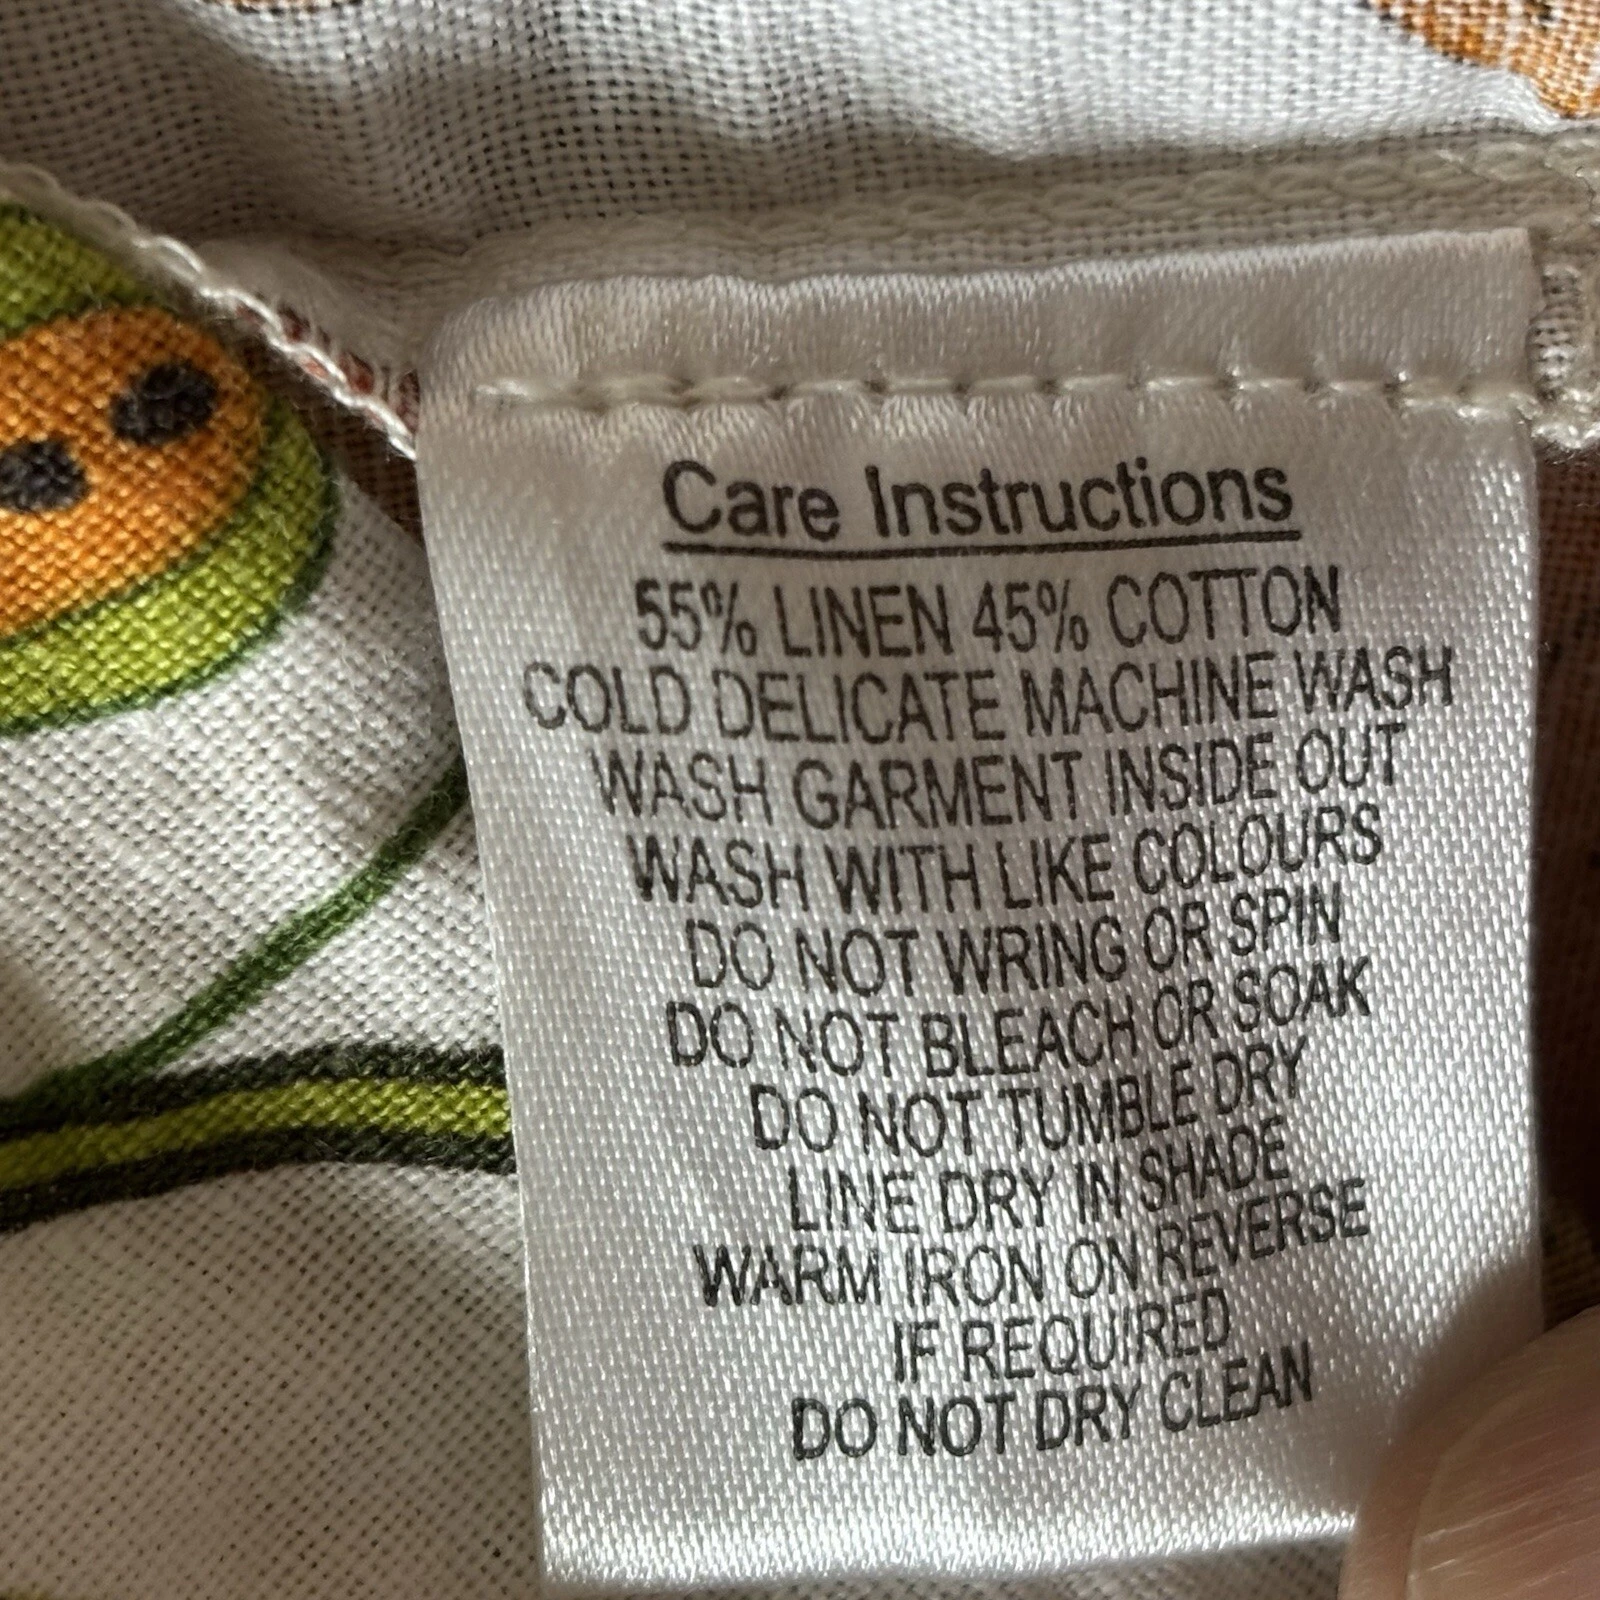 Care Instructions
55% LINEN 45% COTTON
COLD DELICATE MACHINE WASH
WASH GARMENT INSIDE OUT
WASH WITH LIKE COLOURS
DO NOT WRING OR SPIN
DO NOT BLEACH OR SOAK
DO NOT TUMBLE DRY
LINE DRY IN SHADE
WARM IRON ON REVERSE
IF REQUIRED
DO NOT DRY CLEAN